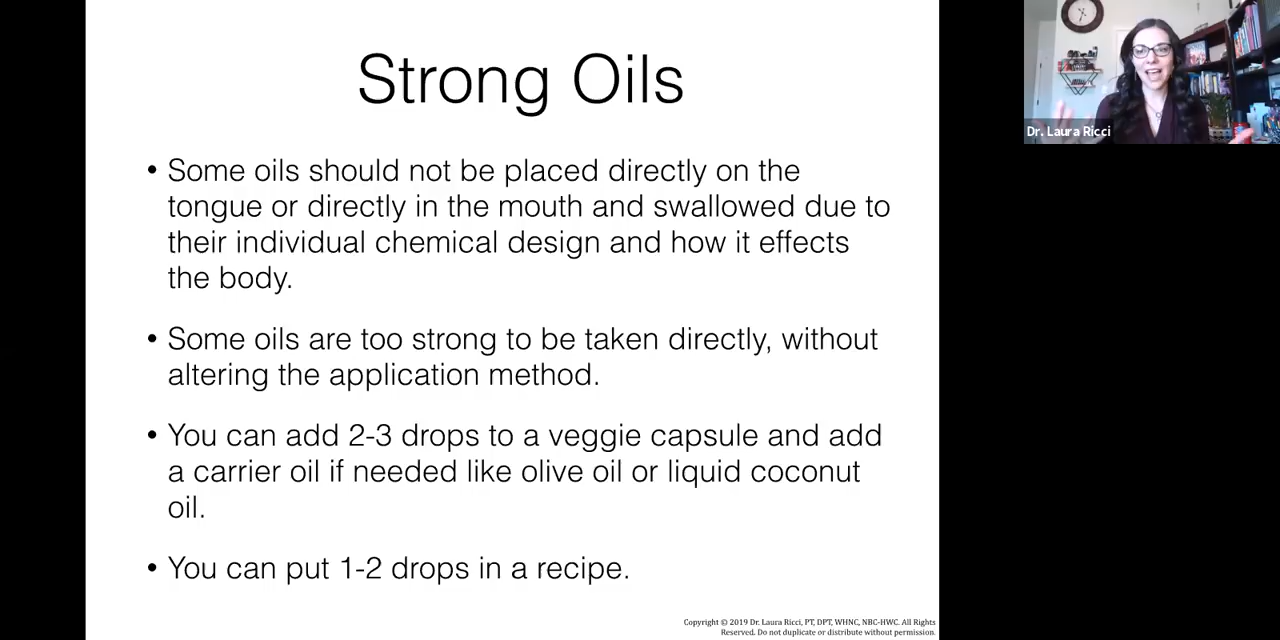 Strong Oils
• Some oils should not be placed directly on the
tongue or directly in the mouth and swallowed due to
their individual chemical design and how it effects
the body.
• Some oils are too strong to be taken directly, without
altering the application method.
• You can add 2-3 drops to a veggie capsule and add
a carrier oil if needed like olive oil or liquid coconut
oil.
• You can put 1-2 drops in a recipe.
Copyright © 2019 Dr. Laura Ricci, PT, DPT, WHNC, NBC-HWC. All Rights
Reserved. Do not duplicate or distribute without permission.
Dr. Laura Ricci